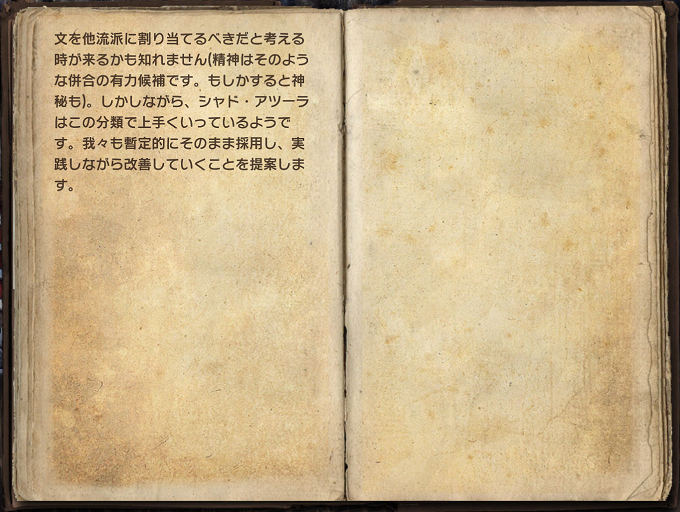 文を他流派に割り当てるべきだと考える
時が来るかも知れません(精神はそのよう
な併合の有力候補です。もしかすると神
秘も)。しかしながら、シャド・アツーラ
はこの分類で上手くいっているようで
す。我々も暫定的にそのまま採用し、実
践しながら改善していくことを提案しま
す。